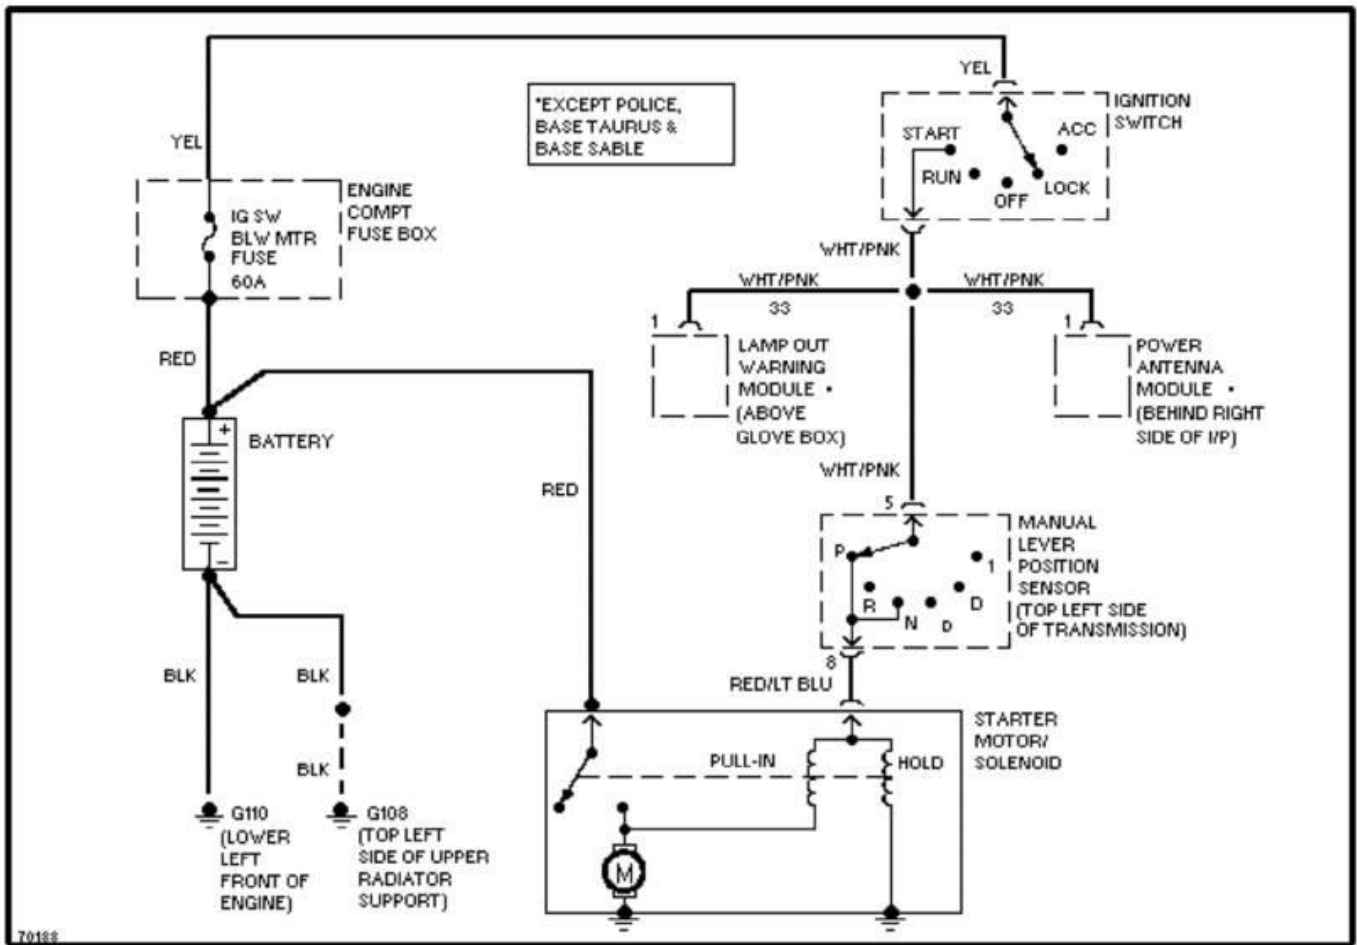 YEL
*EXCEPT POLICE,
BASE TAURUS &
BASE SABLE
YEL
IGNITION
SWITCH
START
ACC
RUN
OFF
LOCK
ENGINE
COMPT
FUSE BOX
IG SW
BLW MTR
FUSE
60A
WHT/PNK
WHT/PNK
33
WHT/PNK
33
1
LAMP OUT
WARNING
MODULE *
(ABOVE
GLOVE BOX)
1
POWER
ANTENNA
MODULE *
(BEHIND RIGHT
SIDE OF I/P)
RED
+
BATTERY
-
RED
WHT/PNK
5
MANUAL
LEVER
POSITION
SENSOR
(TOP LEFT SIDE
OF TRANSMISSION)
P
R
N
D
D
1
8
RED/LT BLU
BLK
BLK
BLK
STARTER
MOTOR/
SOLENOID
PULL-IN
HOLD
M
G110
(LOWER
LEFT
FRONT OF
ENGINE)
G108
(TOP LEFT
SIDE OF UPPER
RADIATOR
SUPPORT)
70188